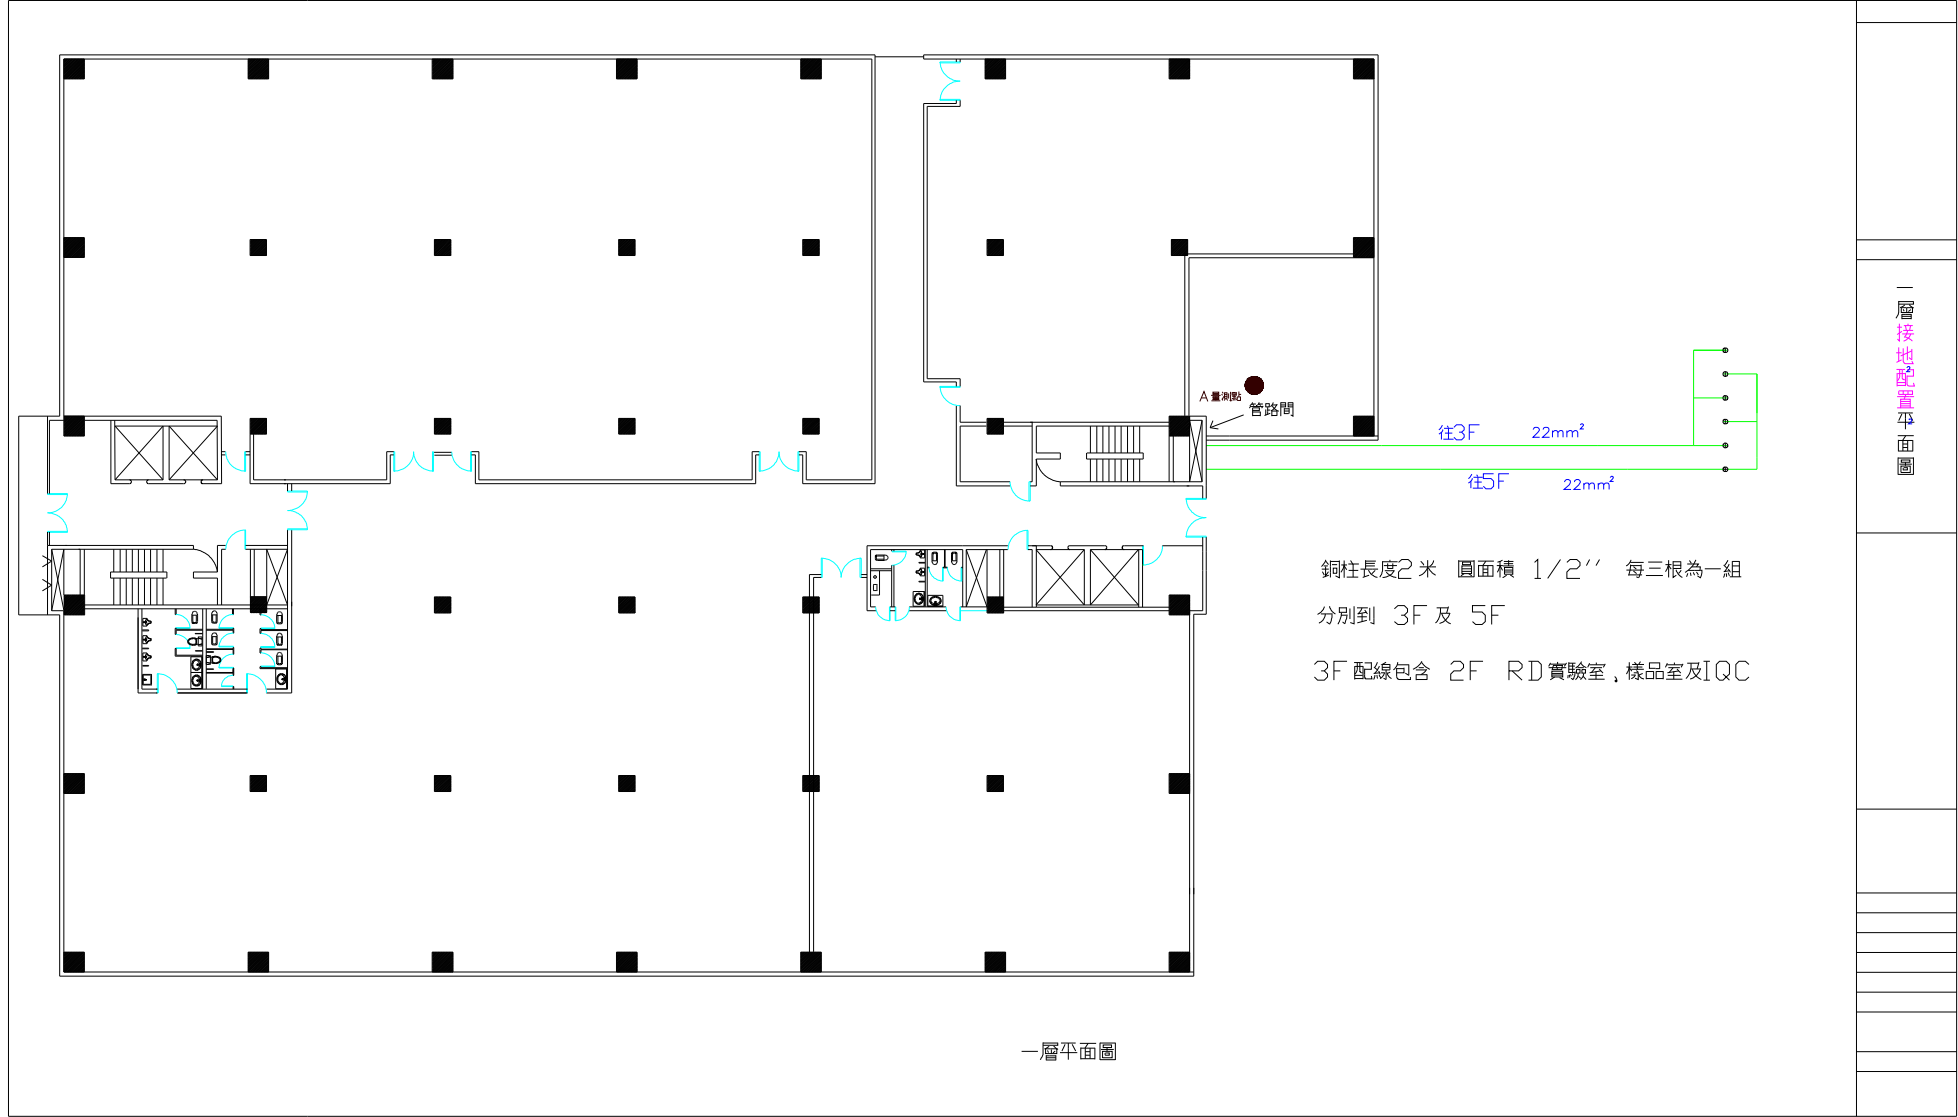 A 量測點
管路間
往3F 22mm²
往5F 22mm²
銅柱長度2 米 圓面積 1/2'' 每三根為一組
分別到 3F 及 5F
3F 配線包含 2F RD 實驗室，樣品室及IQC
一層平面圖
一層接地配置平面圖